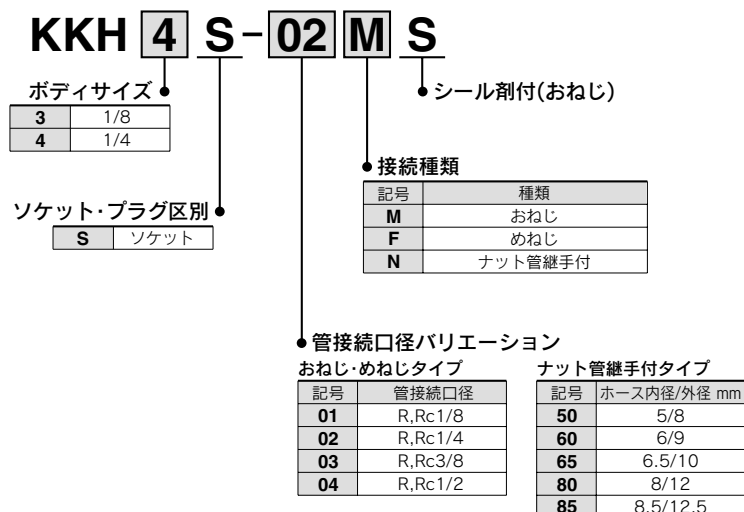 KKH 4 S-02 M S
ボディサイズ
3 1/8
4 1/4
シール剤付(おねじ)
接続種類
記号 種類
M おねじ
F めねじ
N ナット管継手付
ソケット・プラグ区別
S ソケット
管接続口径バリエーション
おねじ・めねじタイプ
記号 管接続口径
01 R,Rc1/8
02 R,Rc1/4
03 R,Rc3/8
04 R,Rc1/2
ナット管継手付タイプ
記号 ホース内径/外径 mm
50 5/8
60 6/9
65 6.5/10
80 8/12
85 8.5/12.5